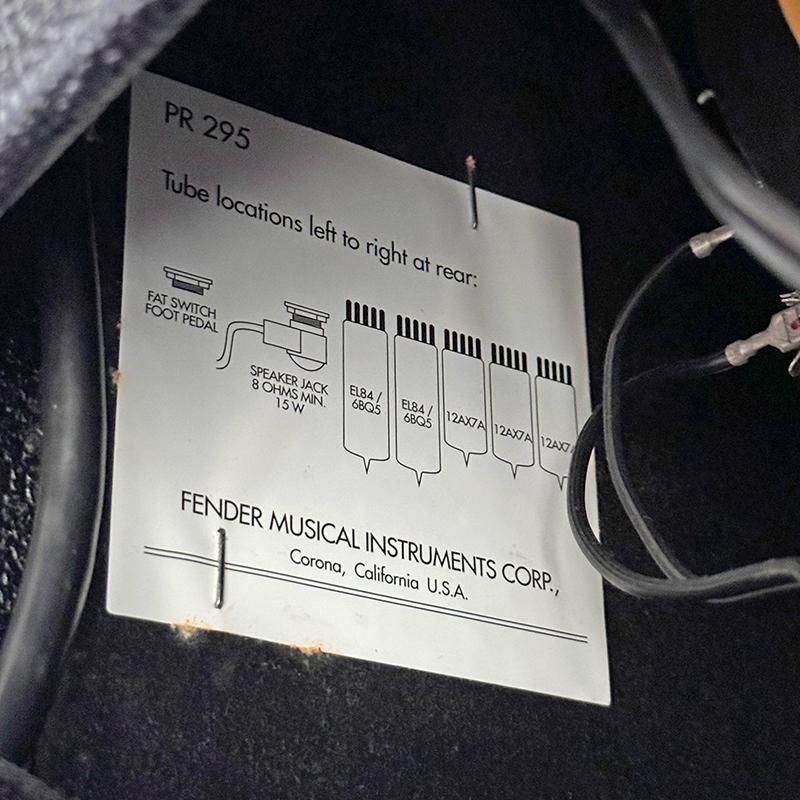 PR 295
Tube locations left to right at rear:
FAT SWITCH
FOOT PEDAL
SPEAKER JACK
8 OHMS MIN.
15 W
EL84 /
6BQ5
EL84 /
6BQ5
12AX7A
12AX7A
12AX7A
FENDER MUSICAL INSTRUMENTS CORP.,
Corona, California U.S.A.